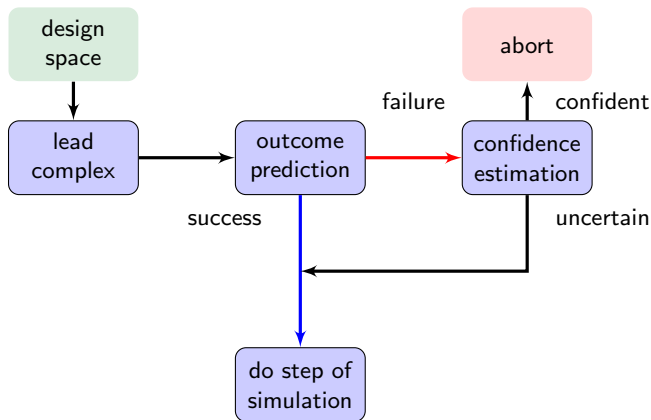 design
space
abort
failure
confident
lead
complex
outcome
prediction
confidence
estimation
success
uncertain
do step of
simulation